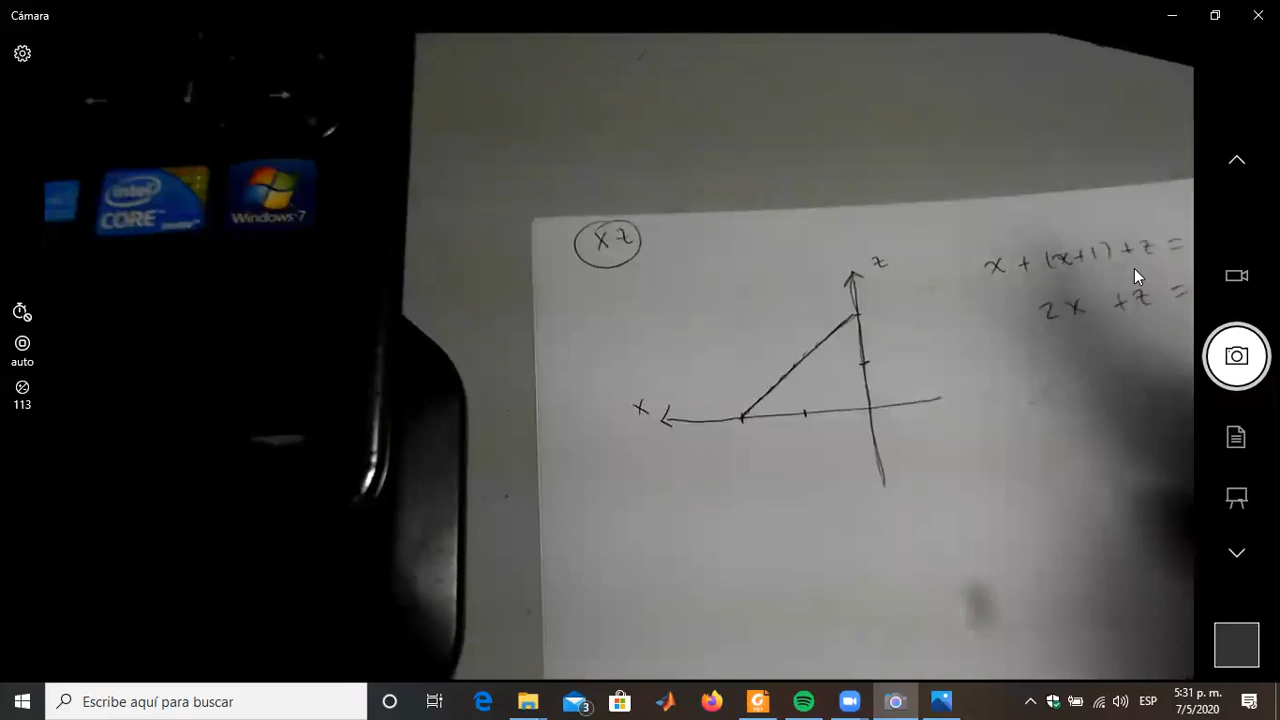 Cámara
intel
CORE
Windows 7
x z
z
x + (x+1) + z =
2x + z =
x
auto
113
Escribe aquí para buscar
3
ESP
5:31 p. m.
7/5/2020